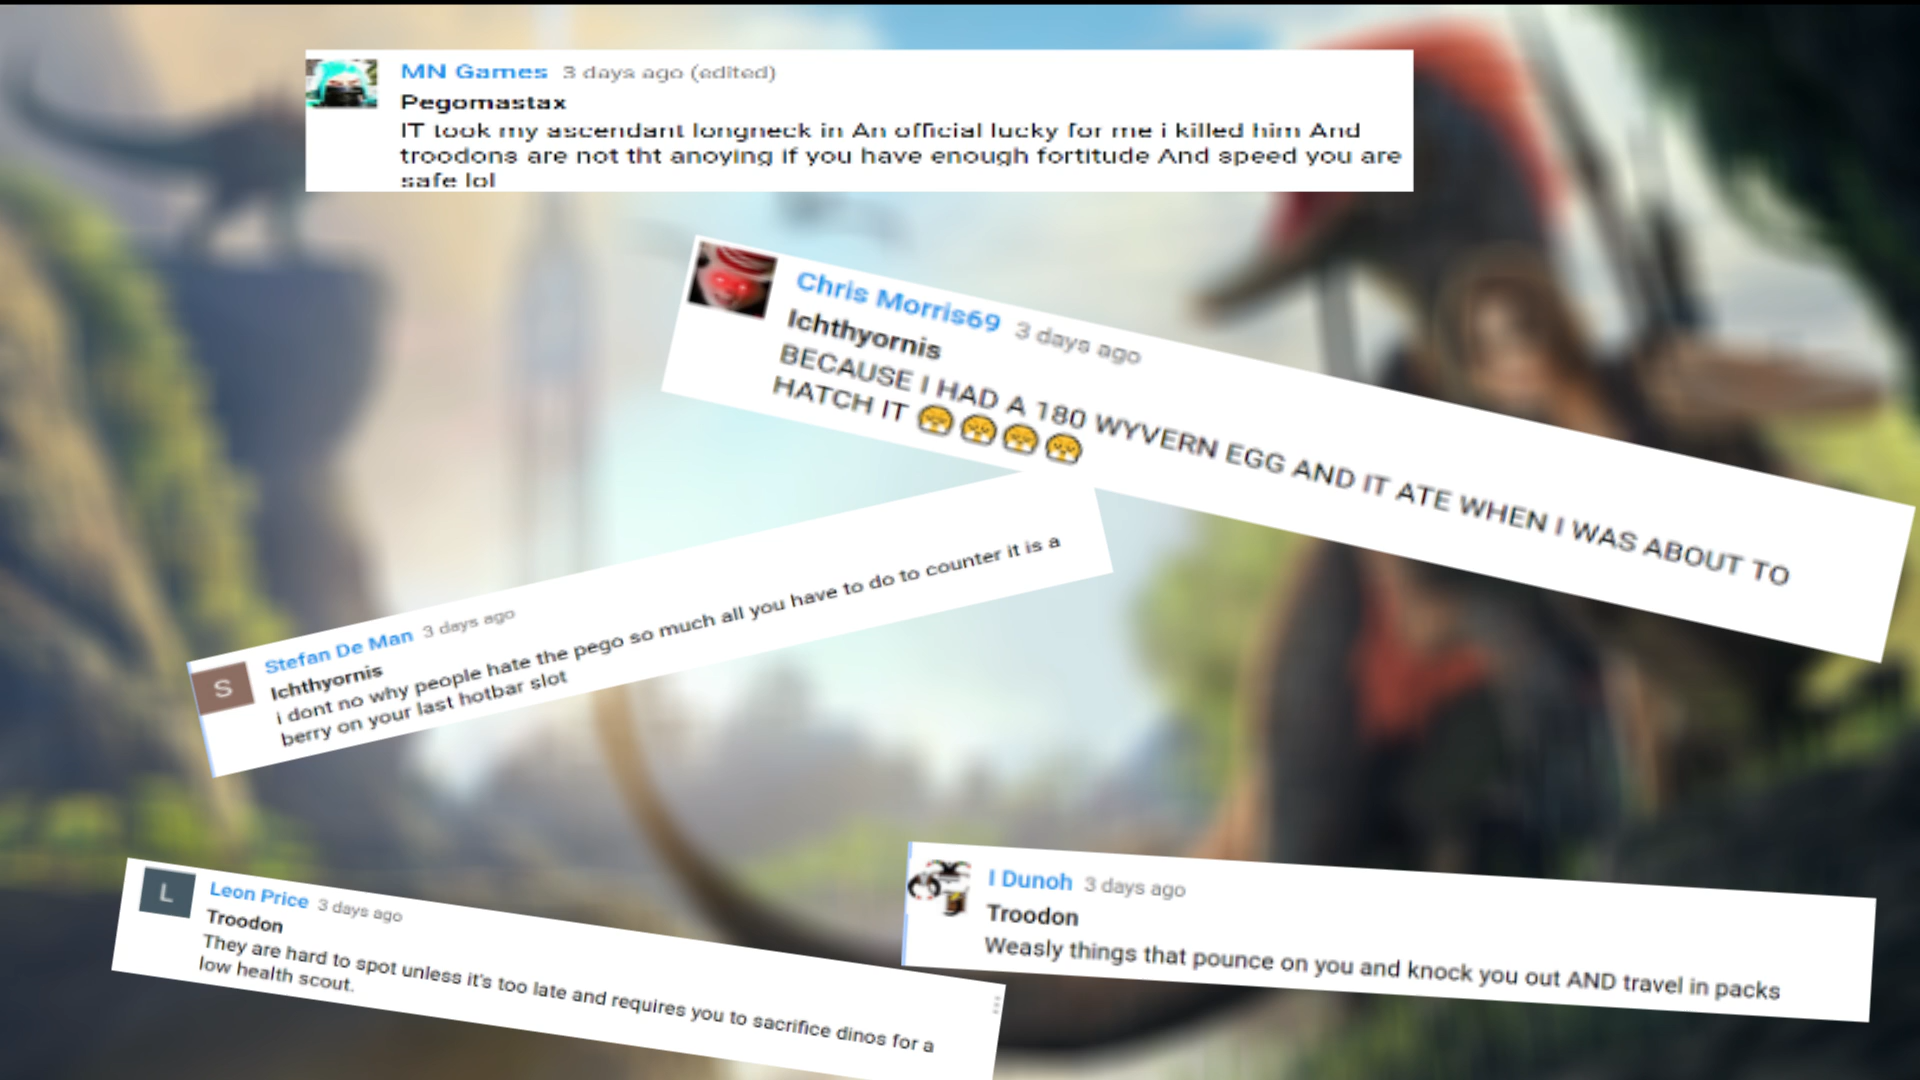 MN Games 3 days ago (edited)
Pegomastax
IT took my ascendant longneck in An official lucky for me i killed him And
troodons are not tht anoying if you have enough fortitude And speed you are
safe lol
Chris Morris69 3 days ago
Ichthyornis
BECAUSE I HAD A 180 WYVERN EGG AND IT ATE WHEN I WAS ABOUT TO
HATCH IT 😤😤😤😤
S
Stefan De Man 3 days ago
Ichthyornis
i dont no why people hate the pego so much all you have to do to counter it is a
berry on your last hotbar slot
L
Leon Price 3 days ago
Troodon
They are hard to spot unless it's too late and requires you to sacrifice dinos for a
low health scout.
I Dunoh 3 days ago
Troodon
Weasly things that pounce on you and knock you out AND travel in packs